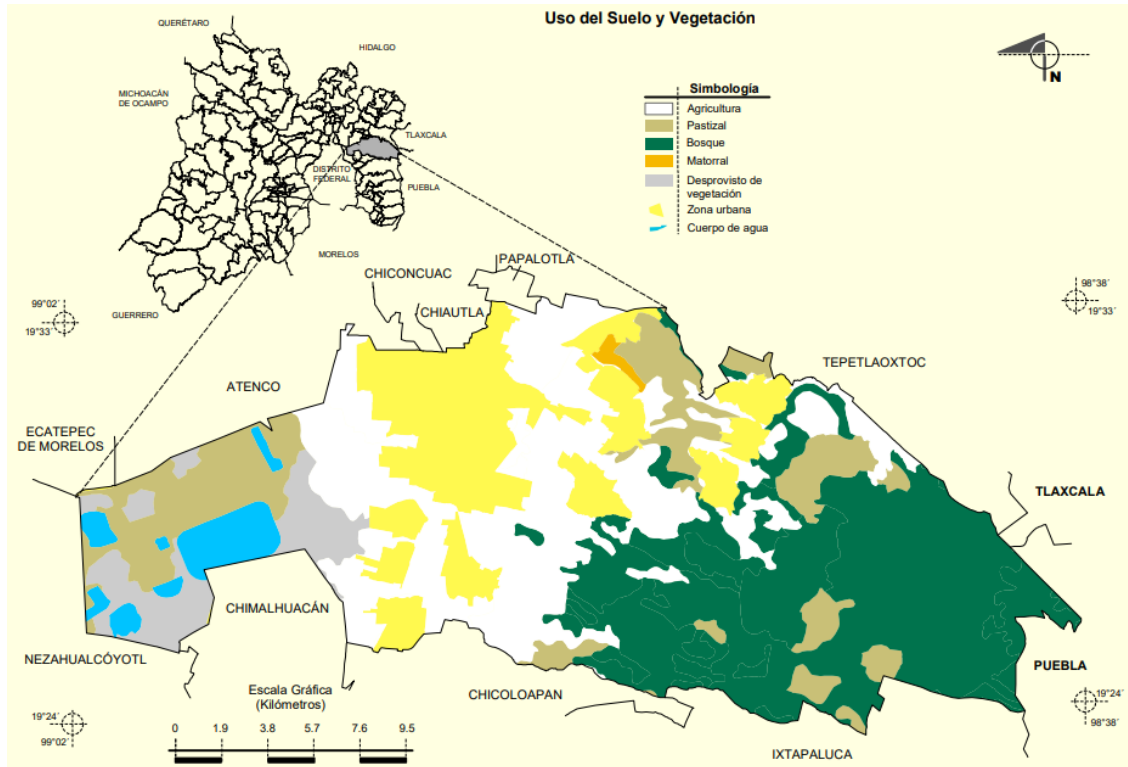 Uso del Suelo y Vegetación
QUERÉTARO
HIDALGO
MICHOACÁN
DE OCAMPO
TLAXCALA
DISTRITO
FEDERAL
PUEBLA
MORELOS
GUERRERO
N
Simbología
Agricultura
Pastizal
Bosque
Matorral
Desprovisto de
vegetación
Zona urbana
Cuerpo de agua
PAPALOTLA
CHICONCUAC
CHIAUTLA
99°02´
19°33´
98°38´
19°33´
TEPETLAOXTOC
ATENCO
ECATEPEC
DE MORELOS
TLAXCALA
CHIMALHUACÁN
NEZAHUALCÓYOTL
PUEBLA
CHICOLOAPAN
IXTAPALUCA
Escala Gráfica
(Kilómetros)
0 1.9 3.8 5.7 7.6 9.5
19°24´
99°02´
19°24´
98°38´